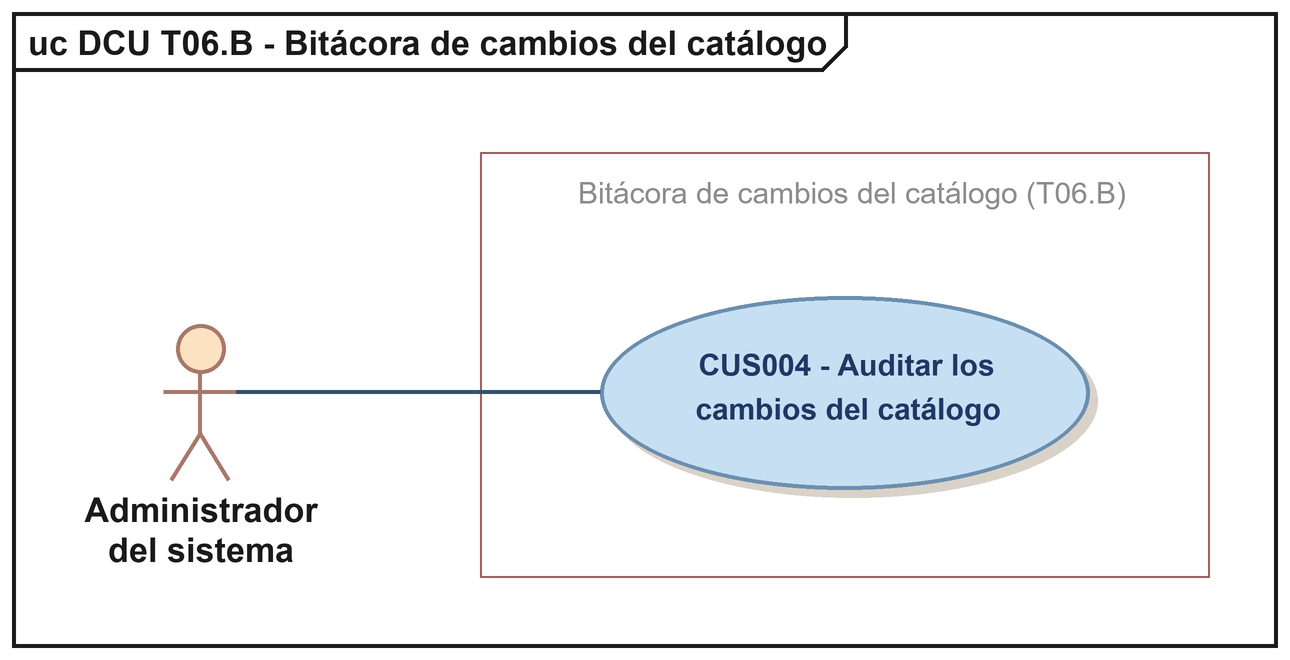 uc DCU T06.B - Bitácora de cambios del catálogo
Bitácora de cambios del catálogo (T06.B)
CUS004 - Auditar los
cambios del catálogo
Administrador
del sistema